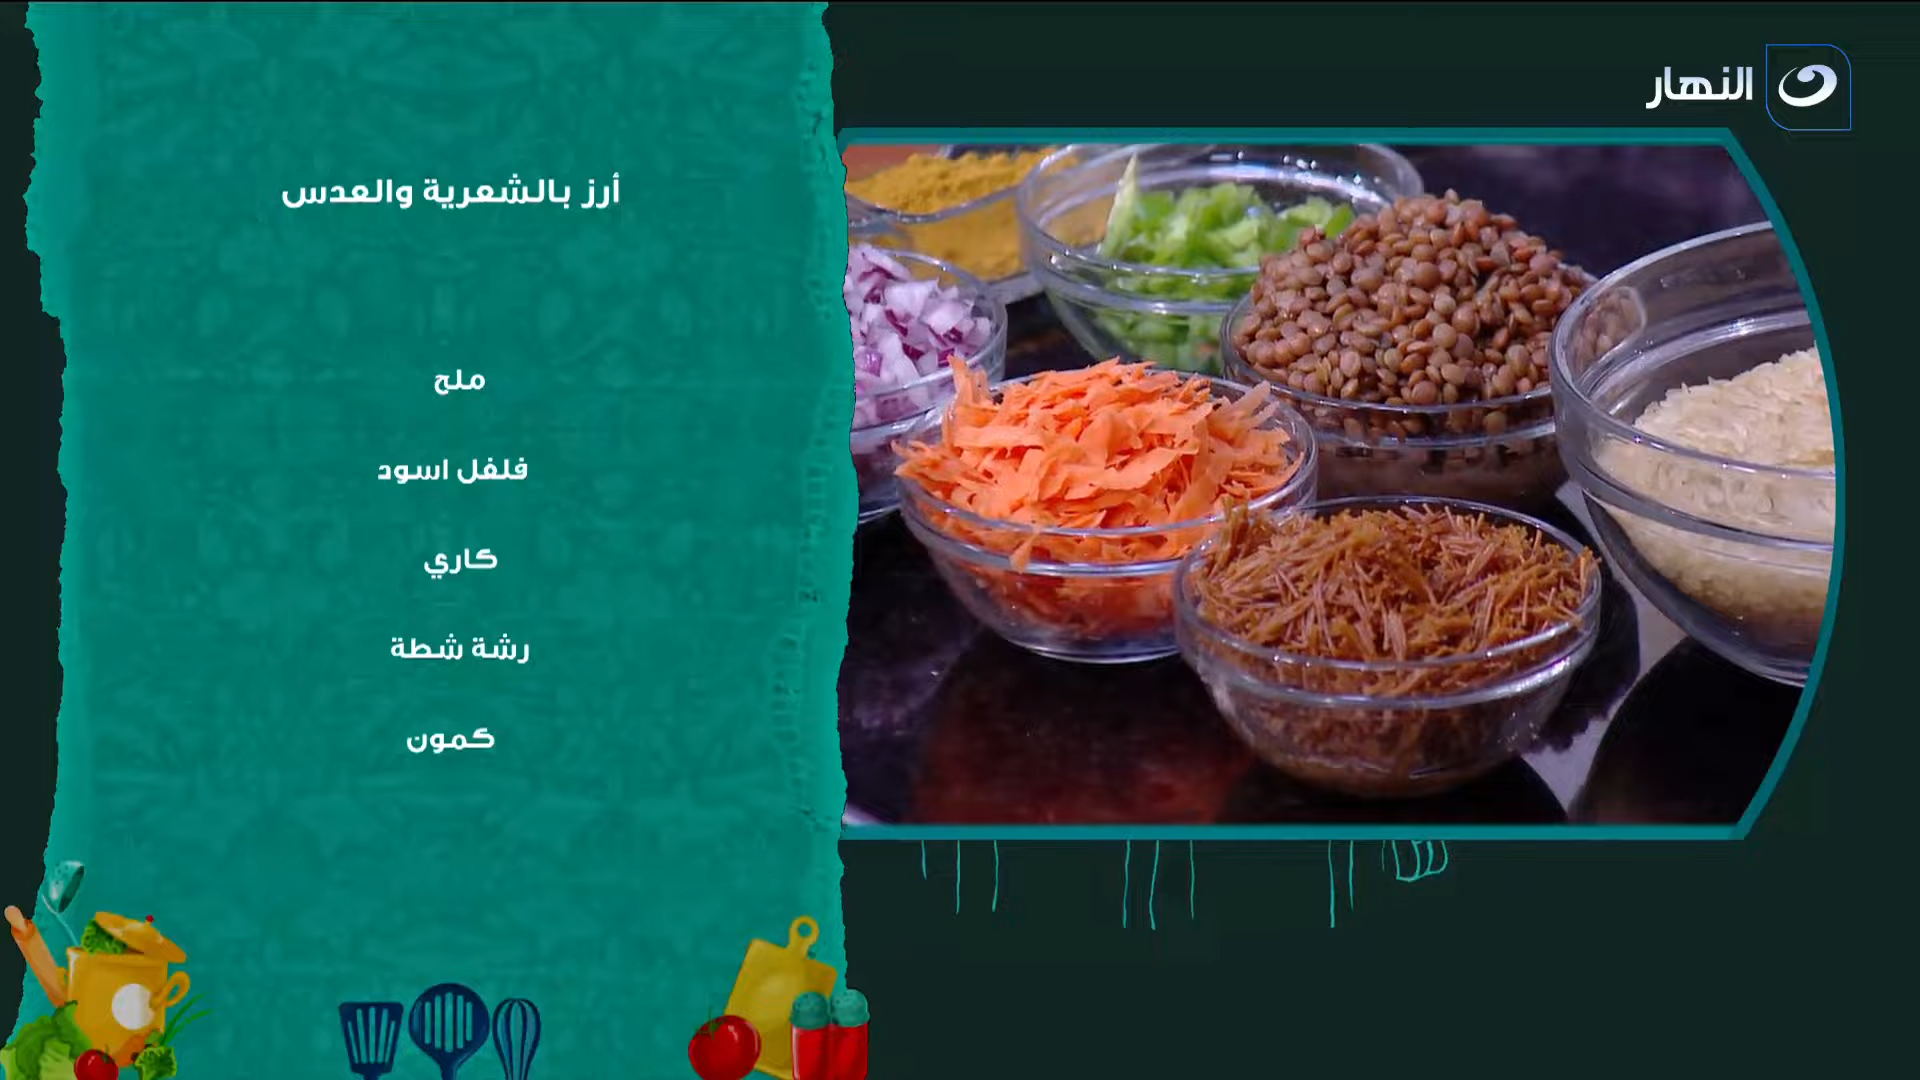 النهار
أرز بالشعرية والعدس
ملح
فلفل اسود
كاري
رشة شطة
كمون